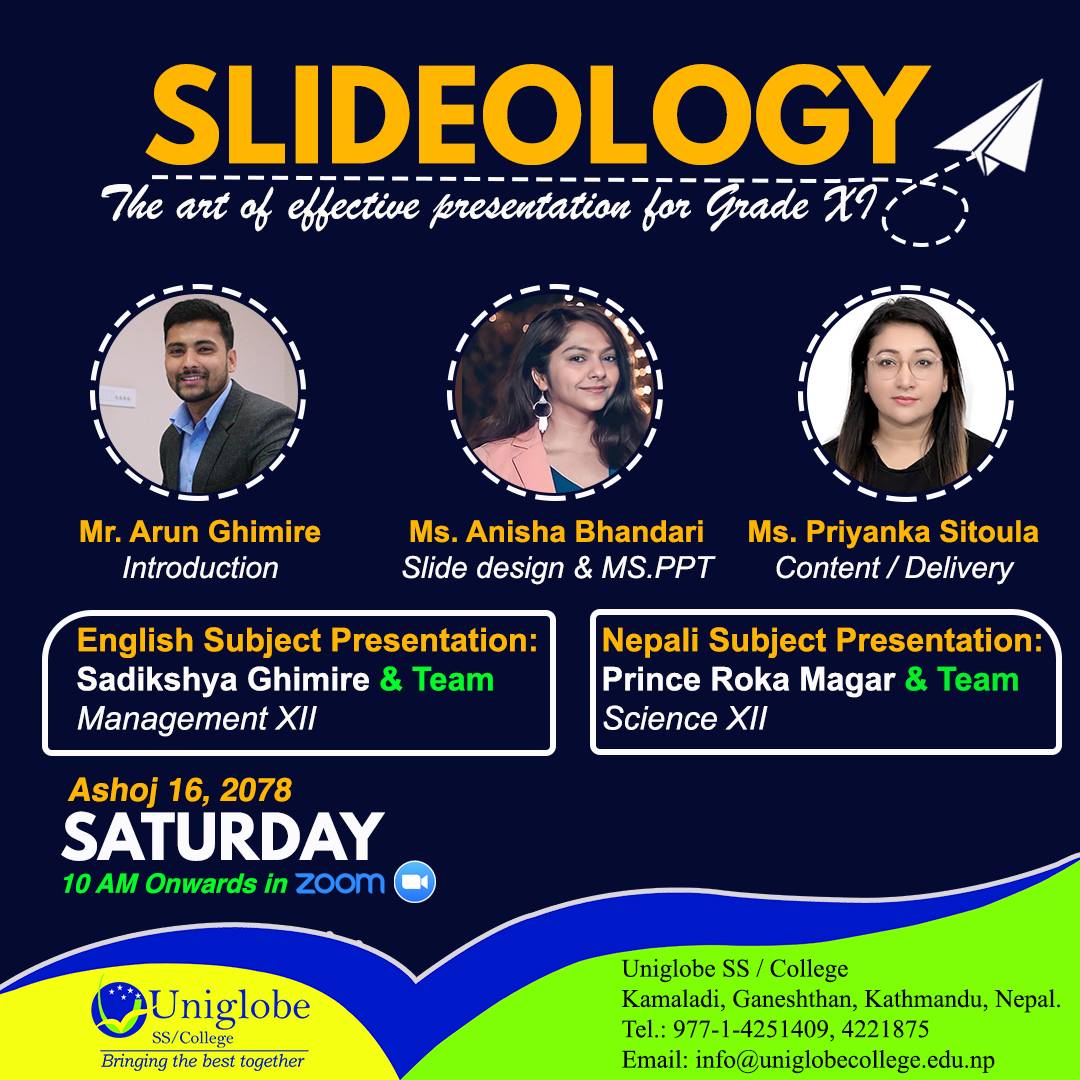 SLIDEOLOGY
The art of effective presentation for Grade XI
Mr. Arun Ghimire
Introduction
Ms. Anisha Bhandari
Slide design & MS.PPT
Ms. Priyanka Sitoula
Content / Delivery
English Subject Presentation:
Sadikshya Ghimire & Team
Management XII
Nepali Subject Presentation:
Prince Roka Magar & Team
Science XII
Ashoj 16, 2078
SATURDAY
10 AM Onwards in zoom
Uniglobe
SS/College
Bringing the best together
Uniglobe SS / College
Kamaladi, Ganeshthan, Kathmandu, Nepal.
Tel.: 977-1-4251409, 4221875
Email: info@uniglobecollege.edu.np